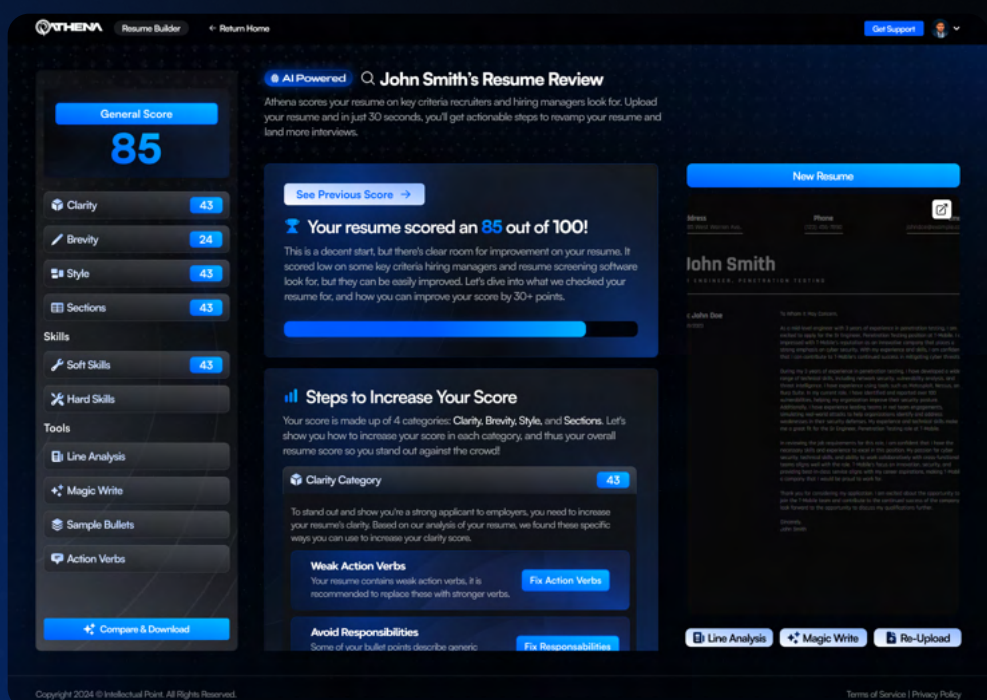 ATHENA
Resume Builder
← Return Home
Get Support
General Score
85
Clarity 43
Brevity 24
Style 43
Sections 43
Skills
Soft Skills 43
Hard Skills
Tools
Line Analysis
Magic Write
Sample Bullets
Action Verbs
Compare & Download
AI Powered
John Smith's Resume Review
Athena scores your resume on key criteria recruiters and hiring managers look for. Upload
your resume and in just 30 seconds, you'll get actionable steps to revamp your resume and
land more interviews.
See Previous Score →
Your resume scored an 85 out of 100!
This is a decent start, but there's clear room for improvement on your resume. It
scored low on some key criteria hiring managers and resume screening software
look for, but they can be easily improved. Let's dive into what we checked your
resume for, and how you can improve your score by 30+ points.
Steps to Increase Your Score
Your score is made up of 4 categories: Clarity, Brevity, Style, and Sections. Let's
show you how to increase your score in each category, and thus your overall
resume score so you stand out against the crowd!
Clarity Category 43
To stand out and show you're a strong applicant to employers, you need to increase
your resume's clarity. Based on our analysis of your resume, we found these specific
ways you can use to increase your clarity score.
Weak Action Verbs
Your resume contains weak action verbs, it is
recommended to replace these with stronger verbs.
Fix Action Verbs
Avoid Responsibilities
Some of your bullet points describe generic
Fix Responsabilities
New Resume
Phone
John Smith
ENGINEER, PENETRATION TESTING
John Doe
To Whom It May Concern,
Sincerely,
John Smith
Line Analysis
Magic Write
Re-Upload
Copyright 2024 © Intellectual Point. All Rights Reserved.
Terms of Service | Privacy Policy